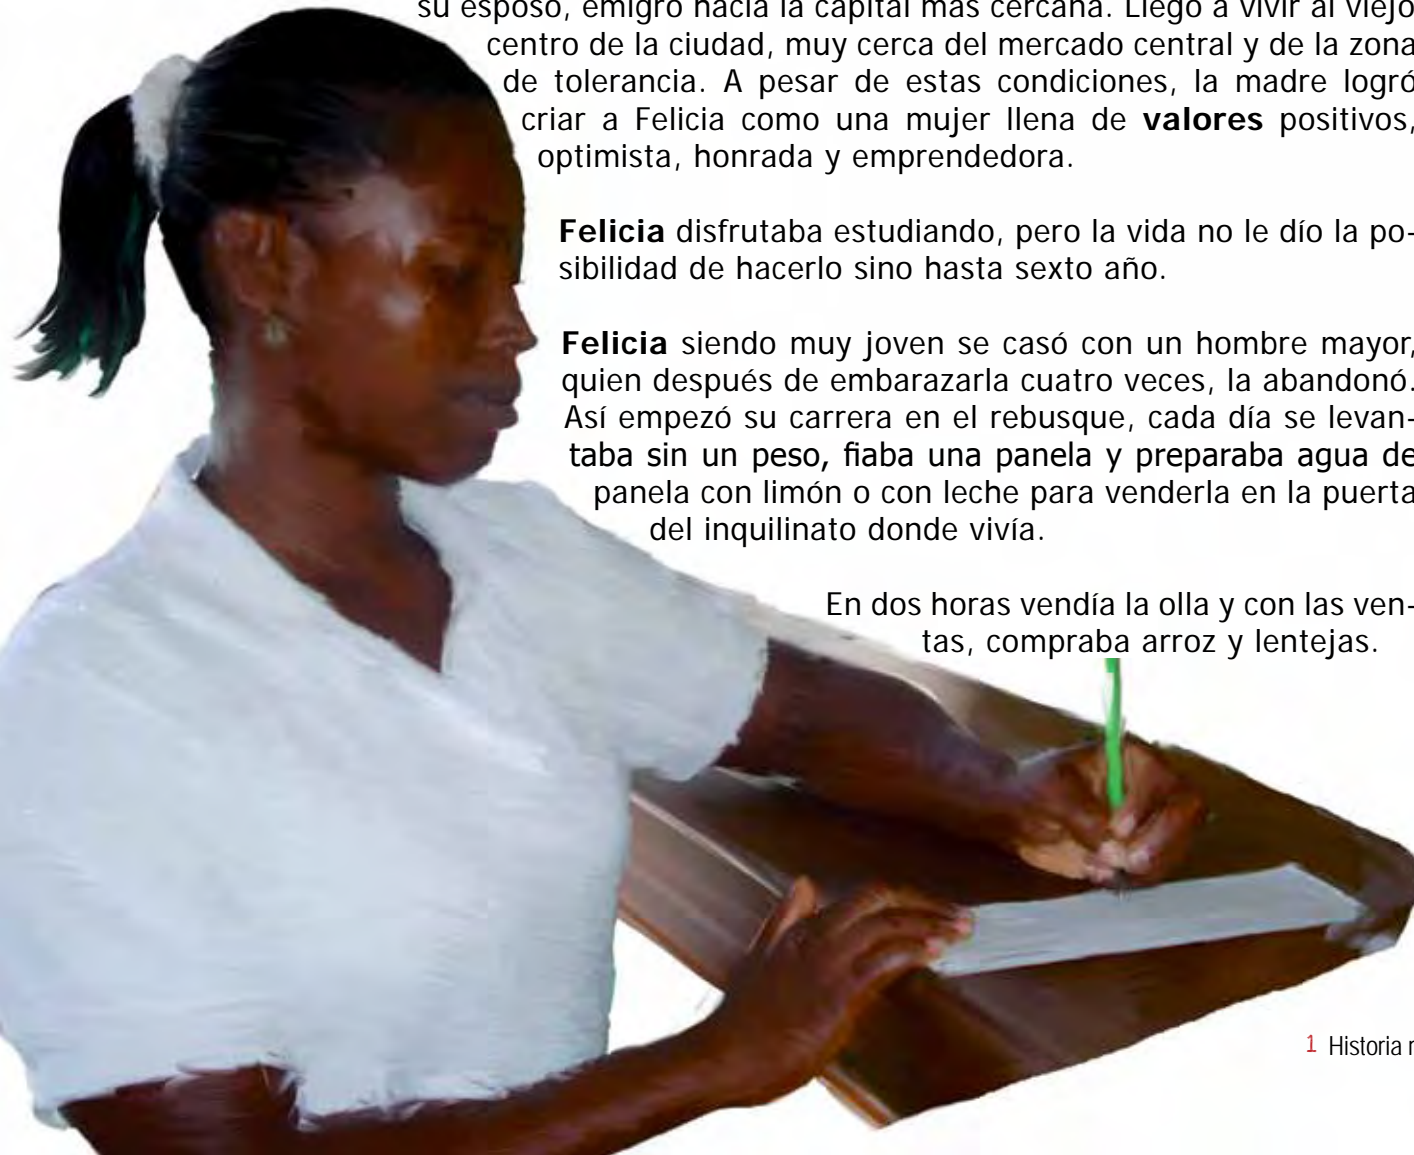 su esposo, emigró hacia la capital más cercana. Llegó a vivir al viejo
centro de la ciudad, muy cerca del mercado central y de la zona
de tolerancia. A pesar de estas condiciones, la madre logró
criar a Felicia como una mujer llena de valores positivos,
optimista, honrada y emprendedora.
Felicia disfrutaba estudiando, pero la vida no le dío la po-
sibilidad de hacerlo sino hasta sexto año.
Felicia siendo muy joven se casó con un hombre mayor,
quien después de embarazarla cuatro veces, la abandonó.
Así empezó su carrera en el rebusque, cada día se levan-
taba sin un peso, fiaba una panela y preparaba agua de
panela con limón o con leche para venderla en la puerta
del inquilinato donde vivía.
En dos horas vendía la olla y con las ven-
tas, compraba arroz y lentejas.
1 Historia